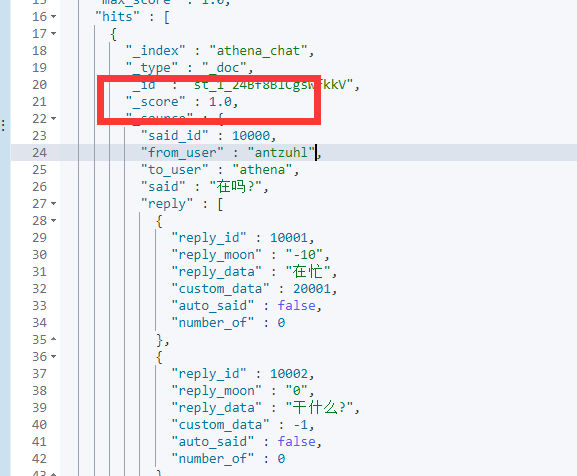 15 "max_score" : 1.0,
16 "hits" : [
17 {
18 "_index" : "athena_chat",
19 "_type" : "_doc",
20 "_id" :
21 "_score" : 1.0,
22 "_source" : {
23 "said_id" : 10000,
24 "from_user" : "antzuhl",
25 "to_user" : "athena",
26 "said" : "在吗?",
27 "reply" : [
28 {
29 "reply_id" : 10001,
30 "reply_moon" : "-10",
31 "reply_data" : "在忙",
32 "custom_data" : 20001,
33 "auto_said" : false,
34 "number_of" : 0
35 },
36 {
37 "reply_id" : 10002,
38 "reply_moon" : "0",
39 "reply_data" : "干什么?",
40 "custom_data" : -1,
41 "auto_said" : false,
42 "number_of" : 0
43 }